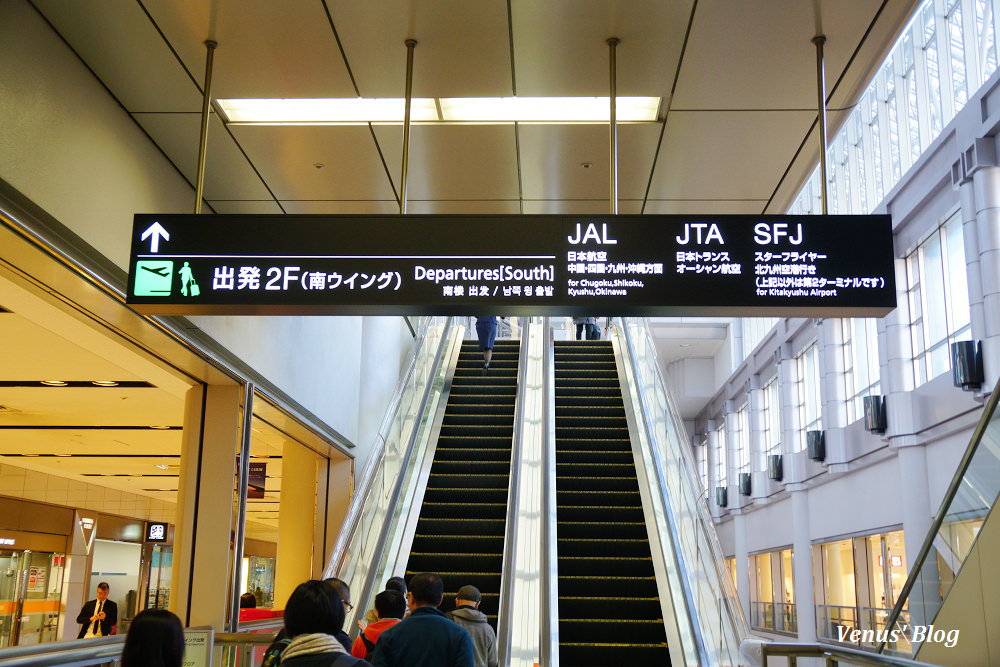 出発 2F(南ウイング)
Departures[South]
南楼 出发 / 남쪽 윙 출발
JAL
日本航空
中国・四国・九州・沖縄方面
for Chugoku,Shikoku,
Kyushu,Okinawa
JTA
日本トランス
オーシャン航空
SFJ
スターフライヤー
北九州空港行き
(上記以外は第2ターミナルです)
for Kitakyushu Airport
Venus' Blog